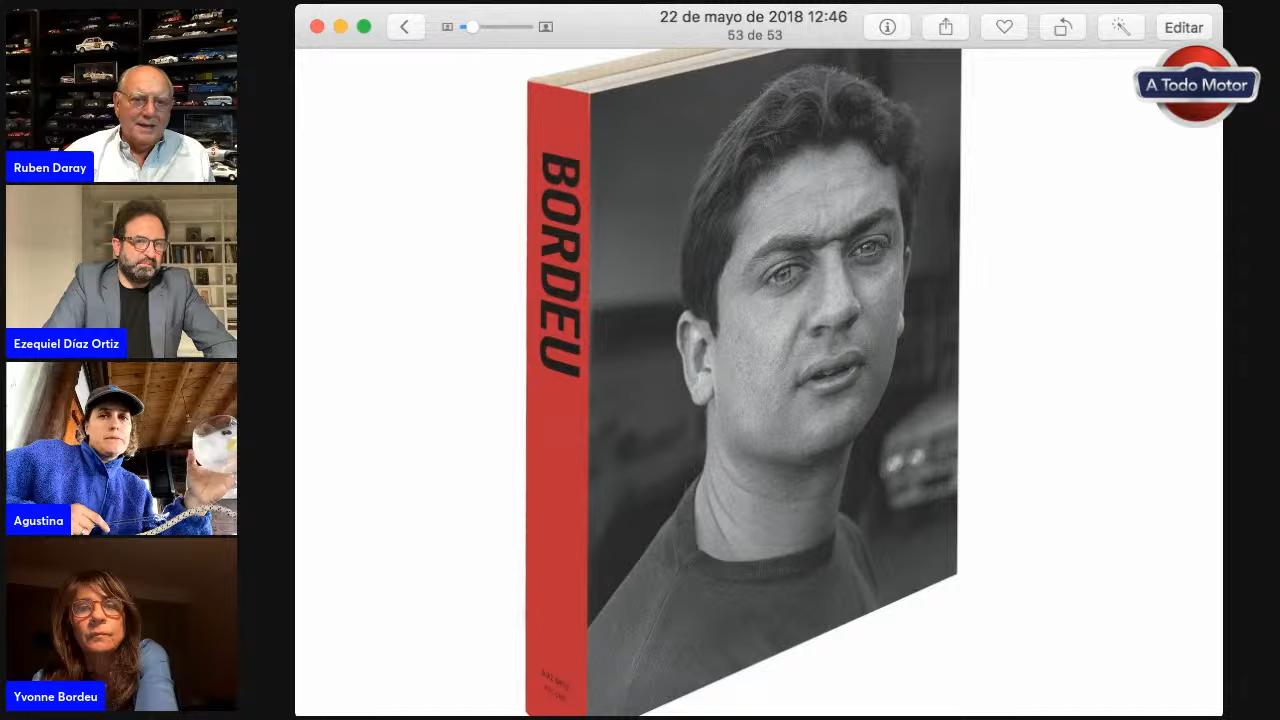 22 de mayo de 2018 12:46
53 de 53
Editar
A Todo Motor
Ruben Daray
Ezequiel Díaz Ortiz
Agustina
Yvonne Bordeu
BORDEU